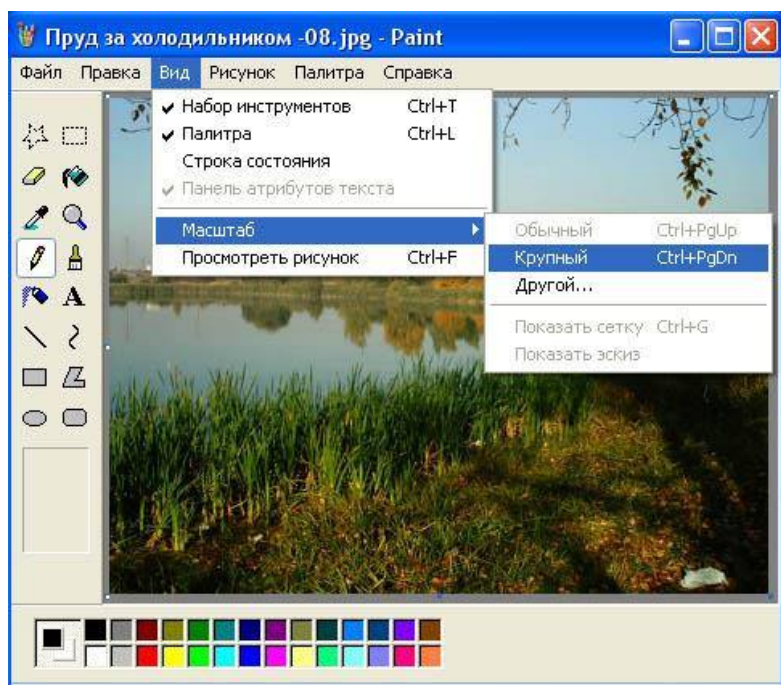 Пруд за холодильником -08.jpg - Paint
Файл Правка Вид Рисунок Палитра Справка
Набор инструментов Ctrl+T
Палитра Ctrl+L
Строка состояния
Панель атрибутов текста
Масштаб
Просмотреть рисунок Ctrl+F
Обычный Ctrl+PgUp
Крупный Ctrl+PgDn
Другой...
Показать сетку Ctrl+G
Показать эскиз
A